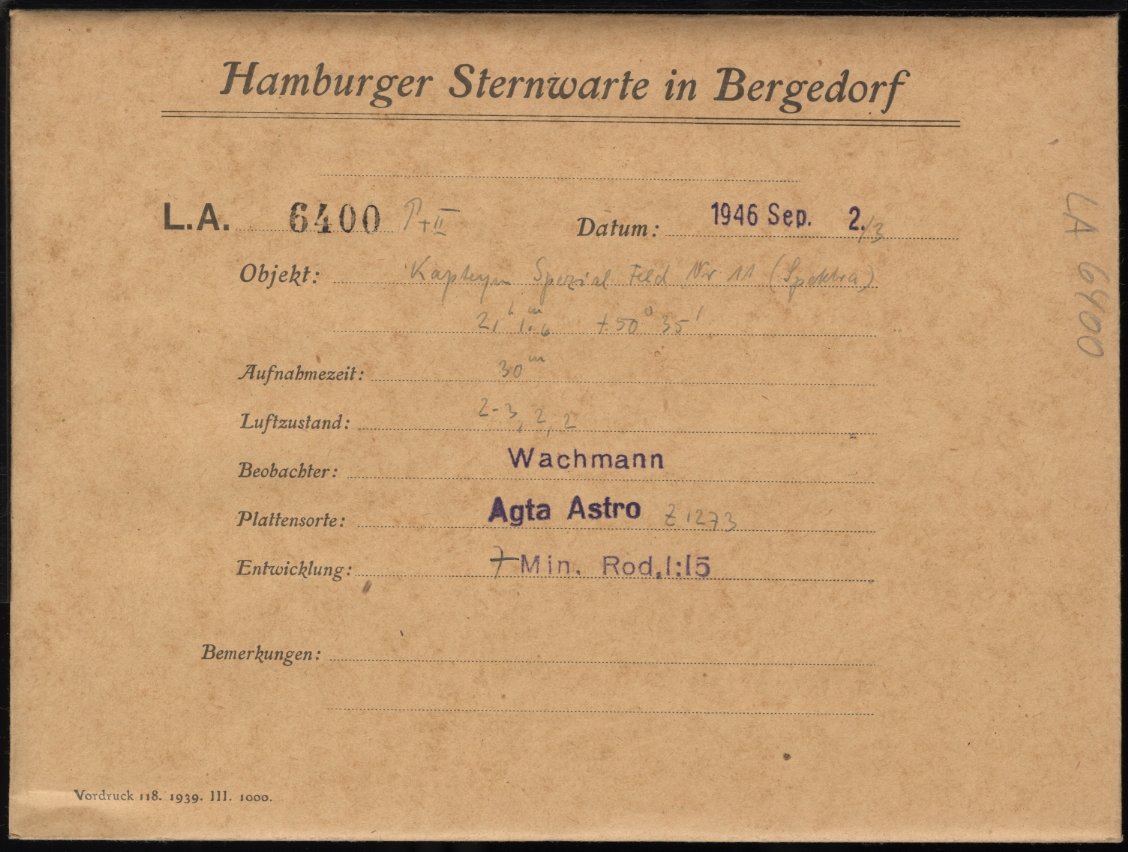 Hamburger Sternwarte in Bergedorf
L.A. 6400 P+II Datum: 1946 Sep. 2./3
Objekt: Kapteyn Spezial Feld Nr 11 (Spektra)
21ʰ 1ᵐ.6 +50° 35'
Aufnahmezeit: 30ᵐ
Luftzustand: 2-3, 2, 2
Beobachter: Wachmann
Plattensorte: Agfa Astro Z 1273
Entwicklung: 7 Min. Rod. 1:15
Bemerkungen:
Vordruck 118. 1939. III. 1000.
LA 6400